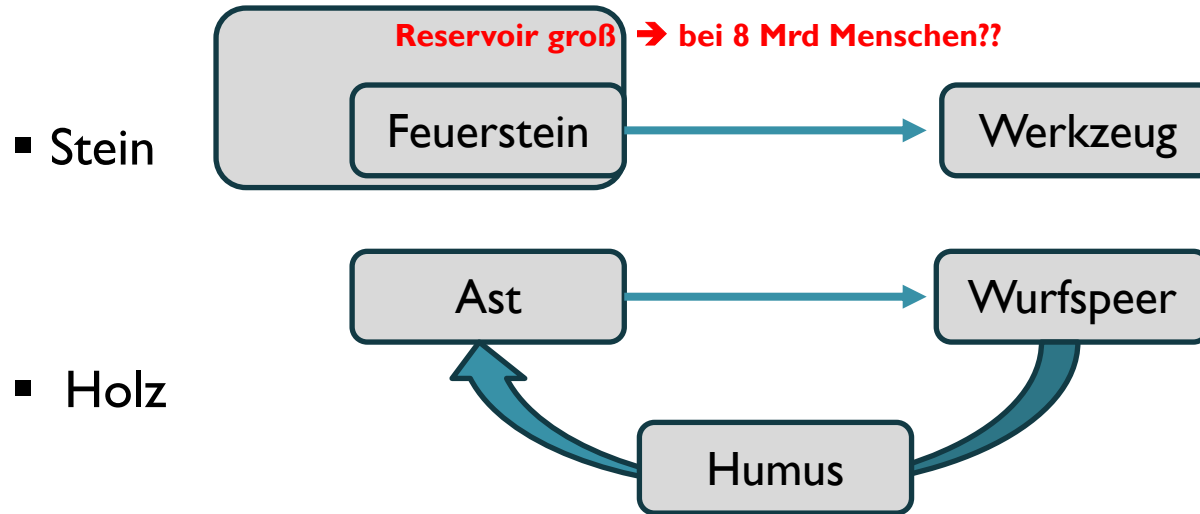 Reservoir groß ➔ bei 8 Mrd Menschen??
▪ Stein
Feuerstein
Werkzeug
Ast
Wurfspeer
▪ Holz
Humus